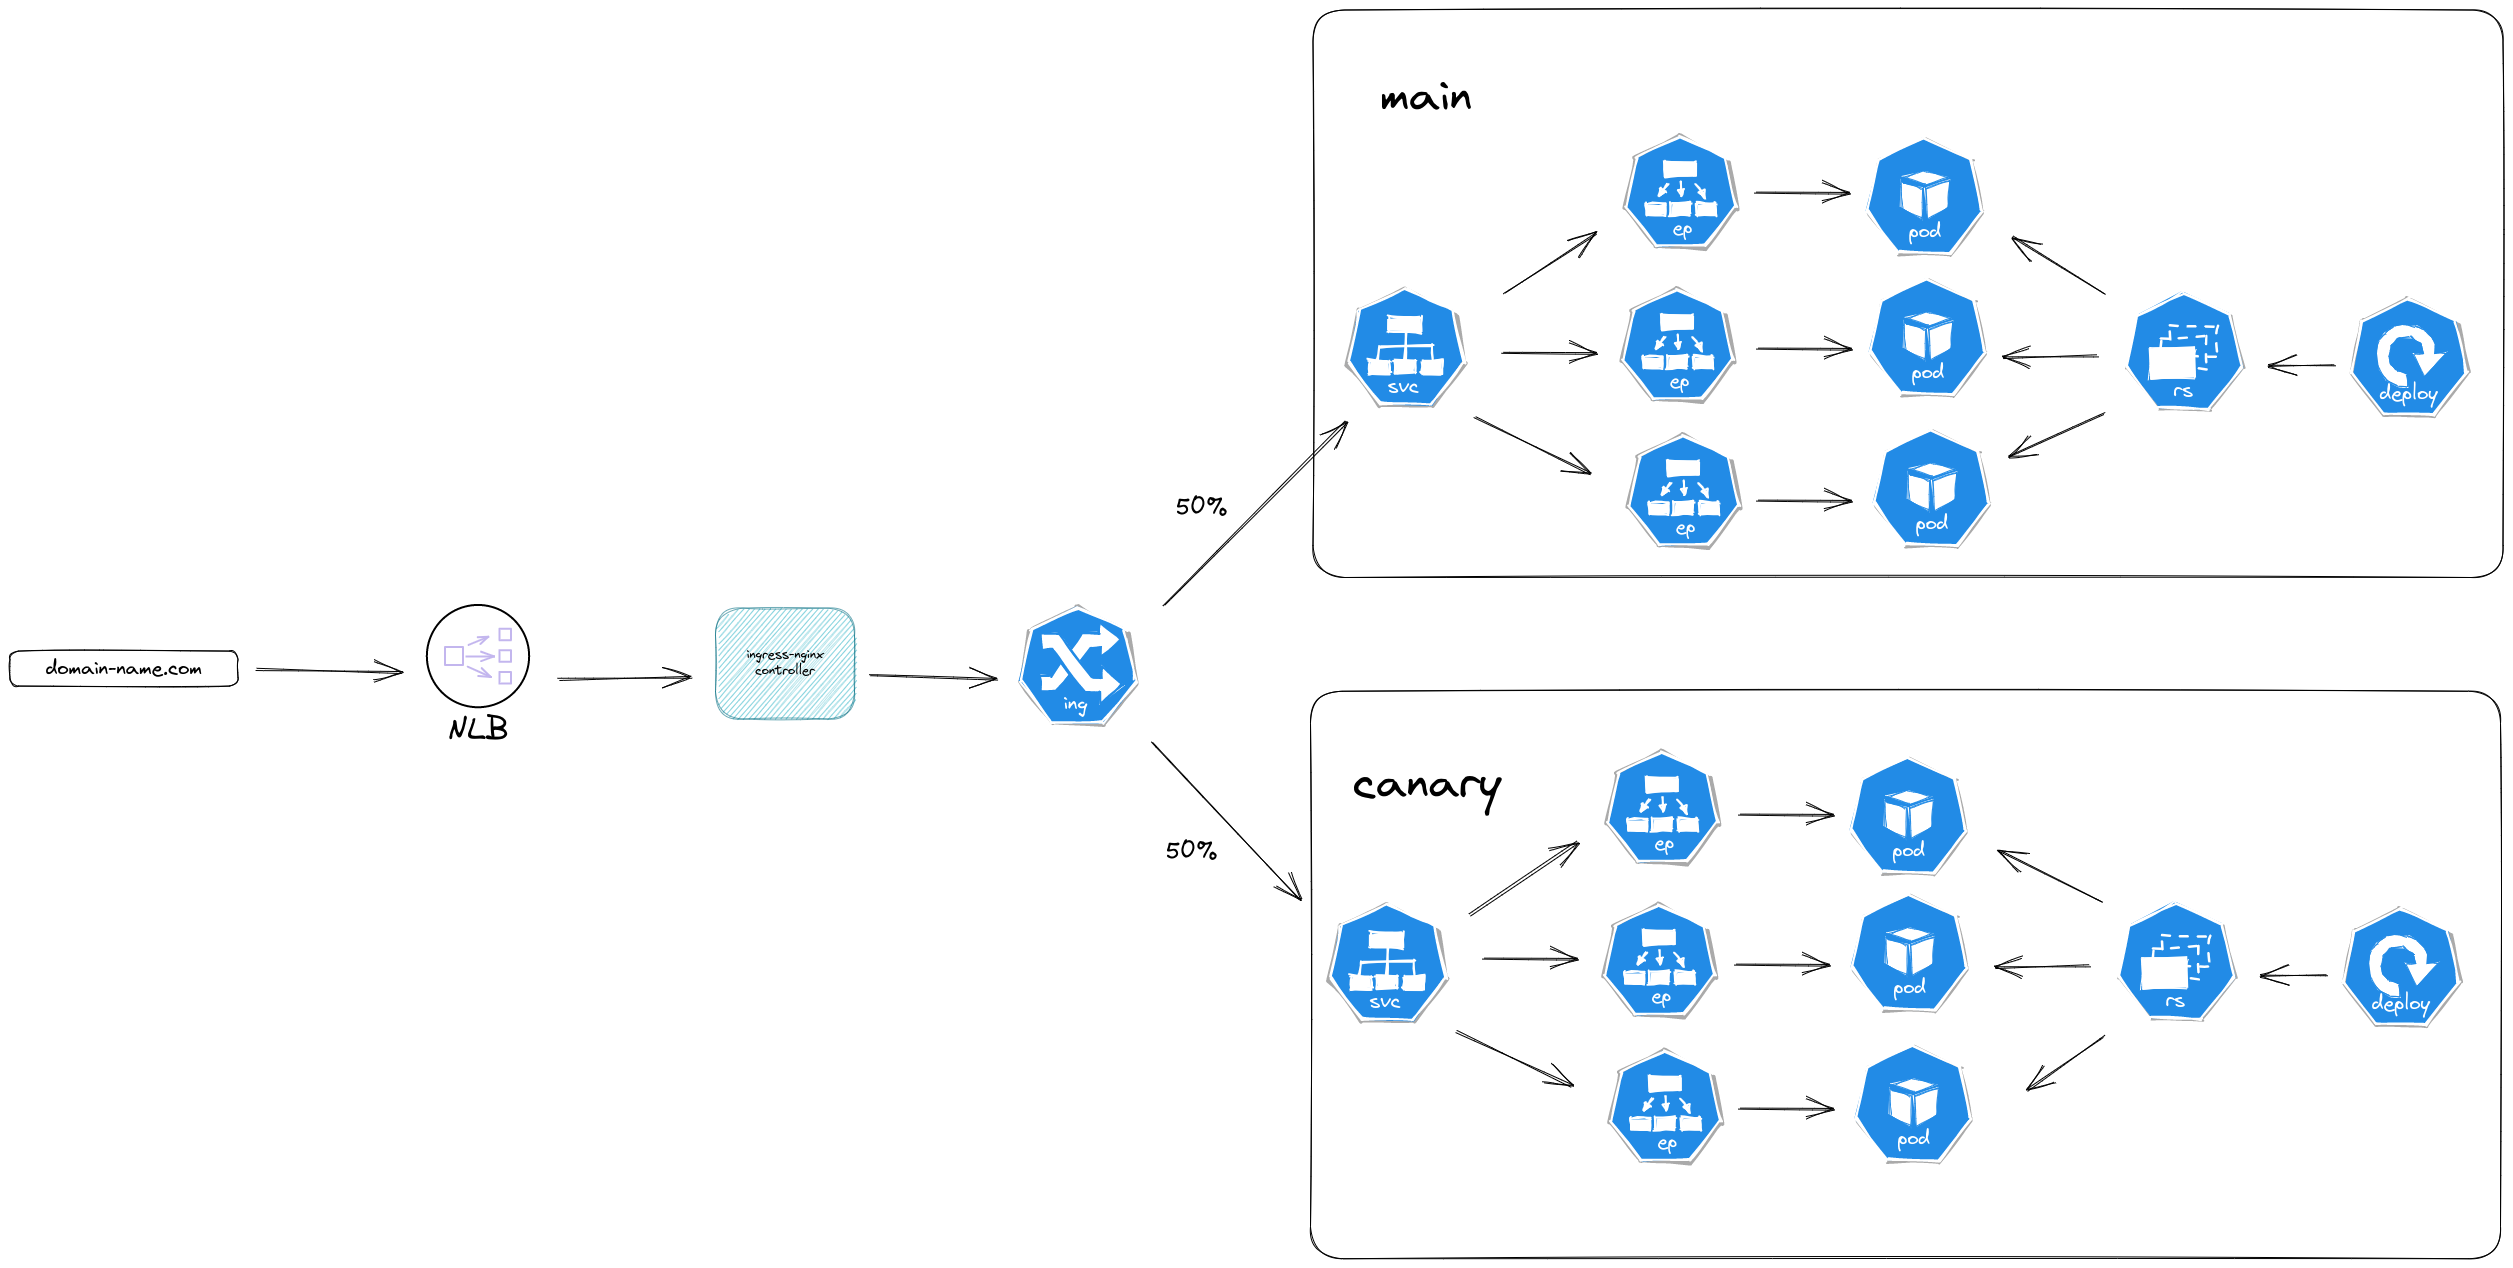 main
ep
pod
svc
ep
pod
rs
deploy
ep
pod
50%
domain-name.com
NLB
ingress-nginx
controller
ing
50%
canary
ep
pod
svc
ep
pod
rs
deploy
ep
pod